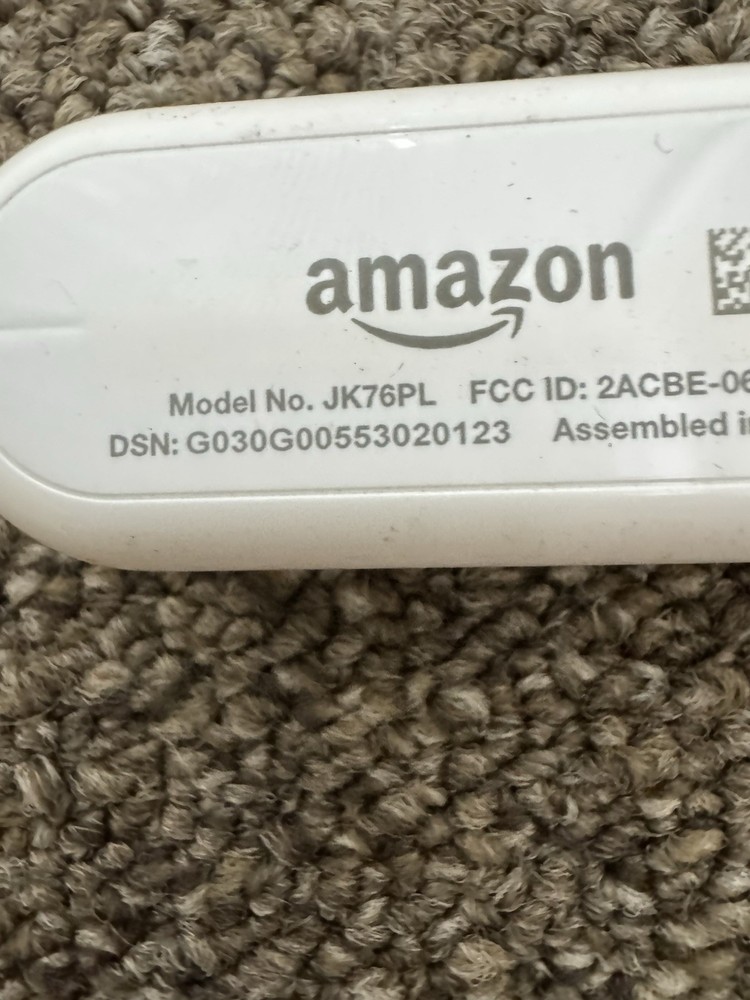 amazon
Model No. JK76PL FCC ID: 2ACBE-06
DSN: G030G00553020123 Assembled